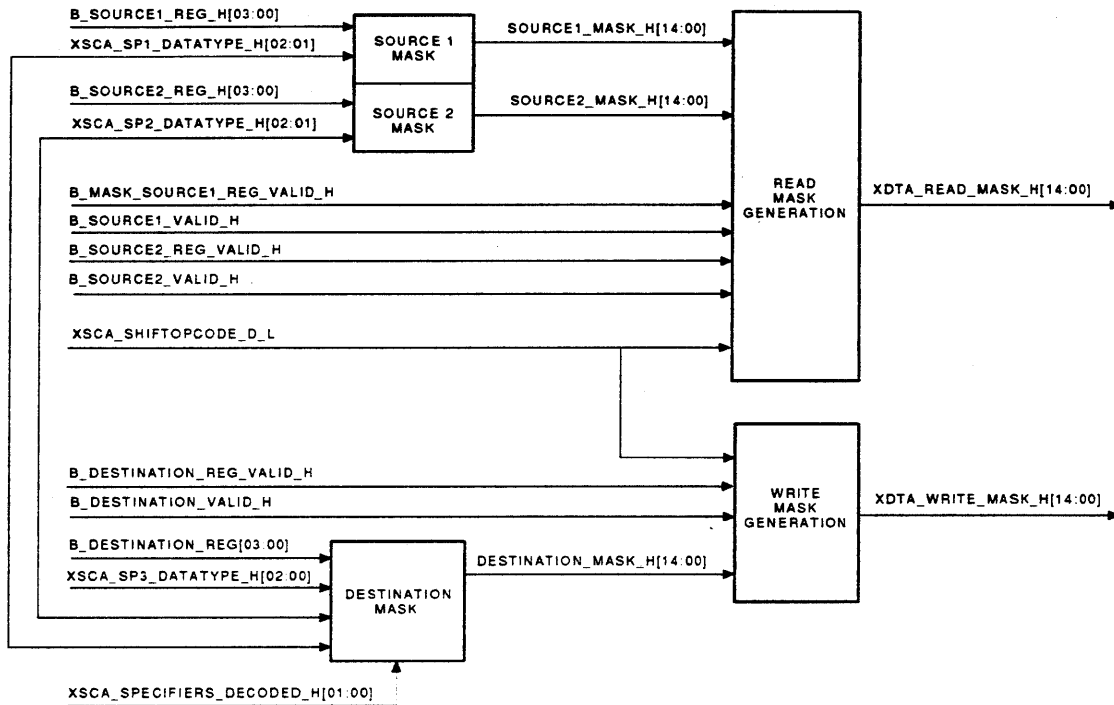 B_SOURCE1_REG_H[03:00]
XSCA_SP1_DATATYPE_H[02:01]
B_SOURCE2_REG_H[03:00]
XSCA_SP2_DATATYPE_H[02:01]
SOURCE 1
MASK
SOURCE 2
MASK
SOURCE1_MASK_H[14:00]
SOURCE2_MASK_H[14:00]
B_MASK_SOURCE1_REG_VALID_H
B_SOURCE1_VALID_H
B_SOURCE2_REG_VALID_H
B_SOURCE2_VALID_H
XSCA_SHIFTOPCODE_D_L
READ
MASK
GENERATION
XDTA_READ_MASK_H[14:00]
B_DESTINATION_REG_VALID_H
B_DESTINATION_VALID_H
B_DESTINATION_REG[03:00]
XSCA_SP3_DATATYPE_H[02:00]
DESTINATION
MASK
DESTINATION_MASK_H[14:00]
WRITE
MASK
GENERATION
XDTA_WRITE_MASK_H[14:00]
XSCA_SPECIFIERS_DECODED_H[01:00]